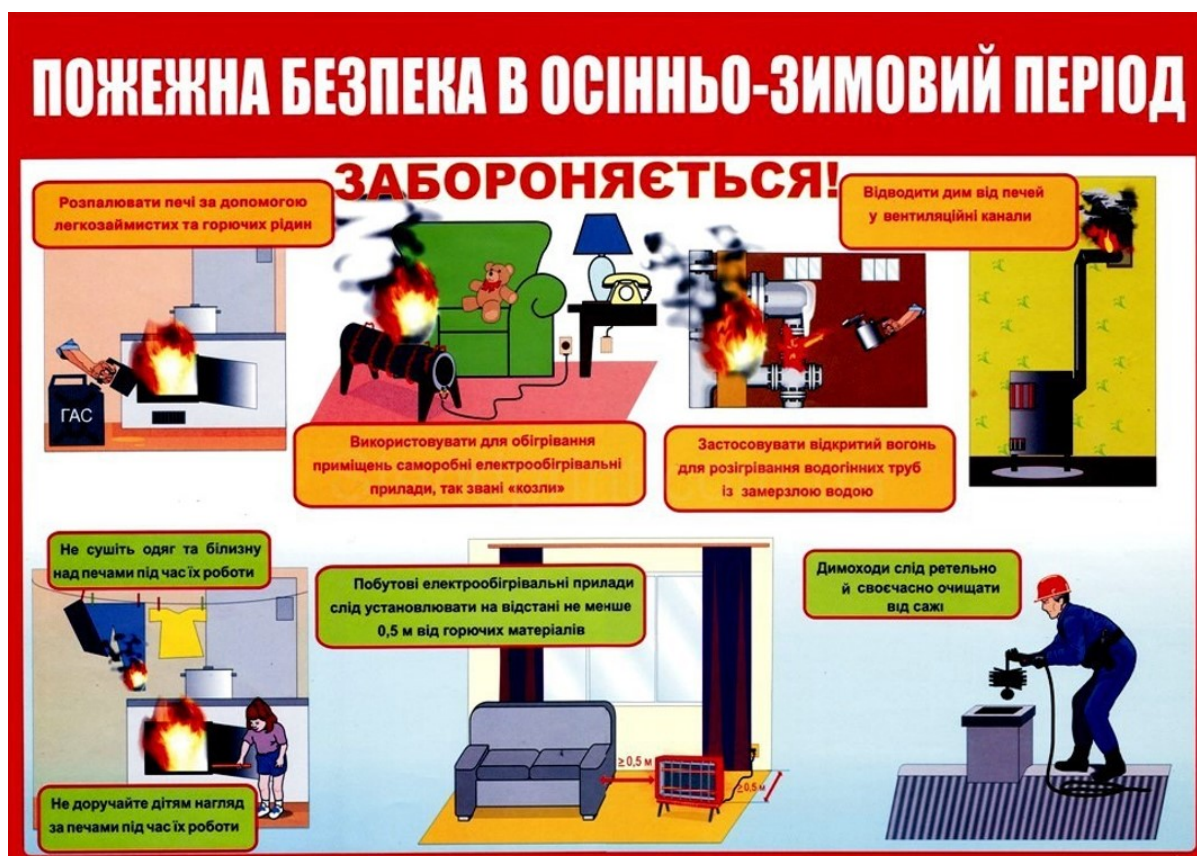 ПОЖЕЖНА БЕЗПЕКА В ОСІННЬО-ЗИМОВИЙ ПЕРІОД
ЗАБОРОНЯЄТЬСЯ!
Розпалювати печі за допомогою
легкозаймистих та горючих рідин
ГАС
Використовувати для обігрівання
приміщень саморобні електрообігрівальні
прилади, так звані «козли»
Застосовувати відкритий вогонь
для розігрівання водогінних труб
із замерзлою водою
Відводити дим від печей
у вентиляційні канали
Не сушіть одяг та білизну
над печами під час їх роботи
Не доручайте дітям нагляд
за печами під час їх роботи
Побутові електрообігрівальні прилади
слід установлювати на відстані не менше
0,5 м від горючих матеріалів
≥0,5 м
≥0,5 м
Димоходи слід ретельно
й своєчасно очищати
від сажі